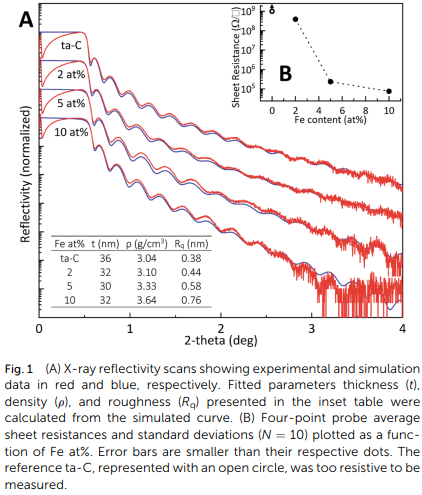 A
ta-C
2 at%
5 at%
10 at%
Reflectivity (normalized)
Fe at% t (nm) ρ (g/cm³) Rq (nm)
ta-C 36 3.04 0.38
2 32 3.10 0.44
5 30 3.33 0.58
10 32 3.64 0.76
0 1 2 3 4
2-theta (deg)
B
Sheet Resistance (Ω/□)
10⁹
10⁸
10⁷
10⁶
10⁵
0 2 4 6 8 10
Fe content (at%)
Fig. 1 (A) X-ray reflectivity scans showing experimental and simulation
data in red and blue, respectively. Fitted parameters thickness (t),
density (ρ), and roughness (Rq) presented in the inset table were
calculated from the simulated curve. (B) Four-point probe average
sheet resistances and standard deviations (N = 10) plotted as a func-
tion of Fe at%. Error bars are smaller than their respective dots. The
reference ta-C, represented with an open circle, was too resistive to be
measured.